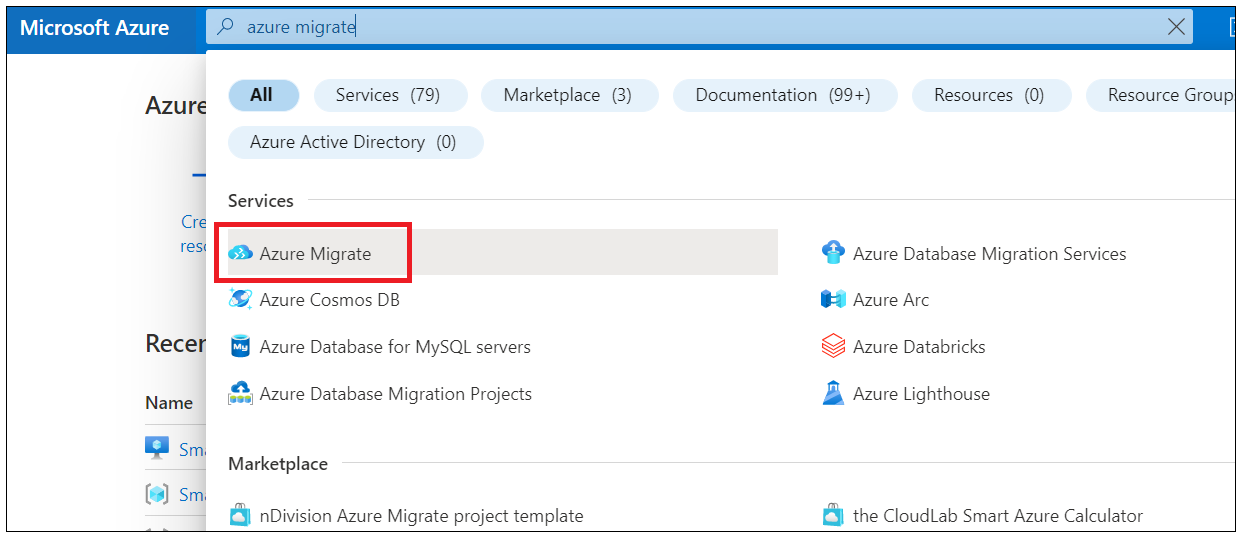 Microsoft Azure
azure migrate
Azure
All
Services (79)
Marketplace (3)
Documentation (99+)
Resources (0)
Resource Group
Azure Active Directory (0)
Cre
reso
Services
Azure Migrate
Azure Database Migration Services
Azure Cosmos DB
Azure Arc
Azure Database for MySQL servers
Azure Databricks
Azure Database Migration Projects
Azure Lighthouse
Recen
Name
Sma
Sma
Marketplace
nDivision Azure Migrate project template
the CloudLab Smart Azure Calculator